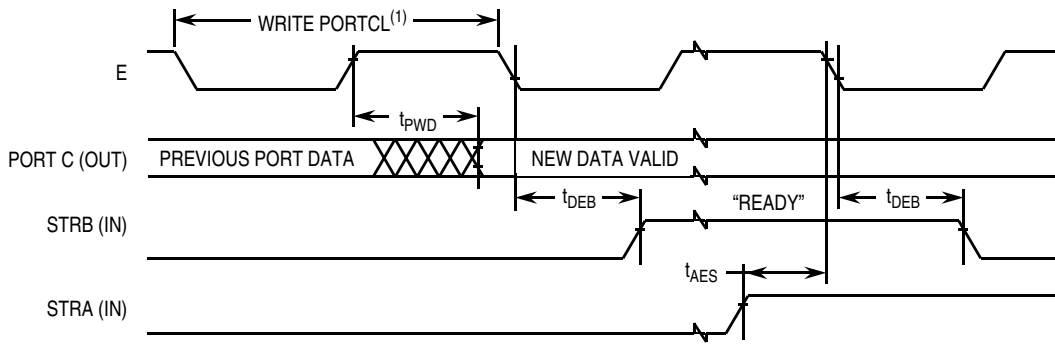 WRITE PORTCL(1)
E
tPWD
PORT C (OUT)
PREVIOUS PORT DATA
NEW DATA VALID
tDEB
"READY"
tDEB
STRB (IN)
tAES
STRA (IN)